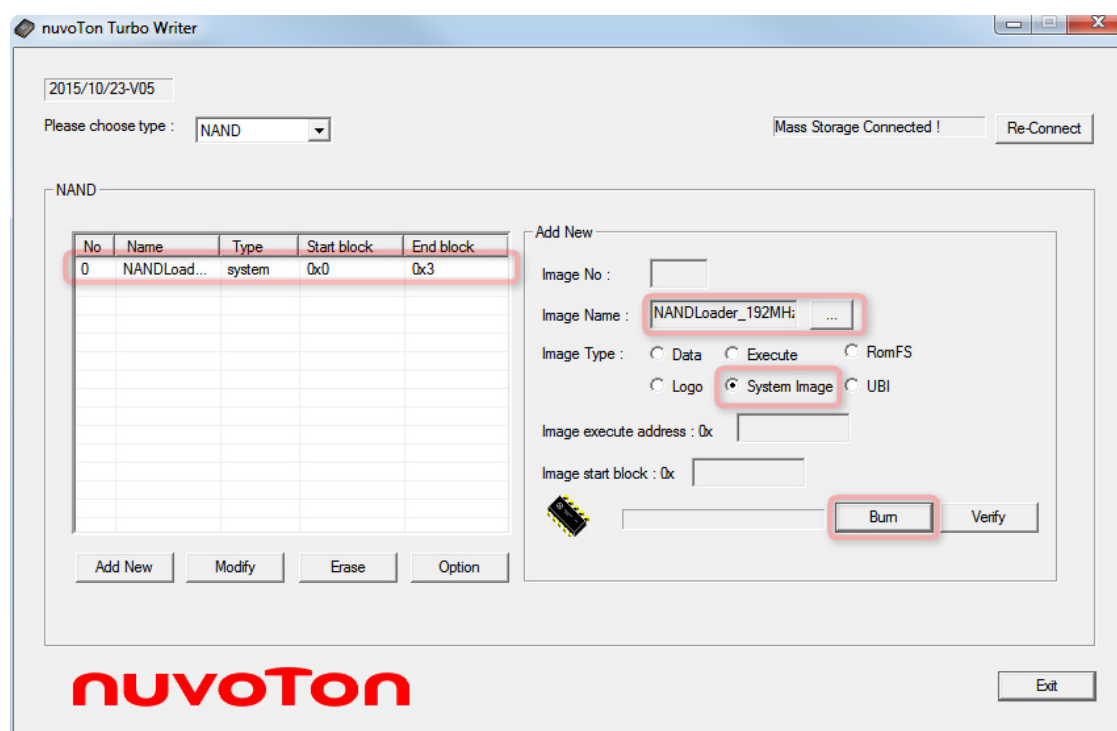 nuvoTon Turbo Writer
2015/10/23-V05
Please choose type :
NAND
Mass Storage Connected !
Re-Connect
NAND
No Name Type Start block End block
0 NANDLoad... system 0x0 0x3
Add New
Image No :
Image Name : NANDLoader_192MHz ...
Image Type : Data Execute RomFS
Logo System Image UBI
Image execute address : 0x
Image start block : 0x
Burn Verify
Add New Modify Erase Option
nuvoTon
Exit